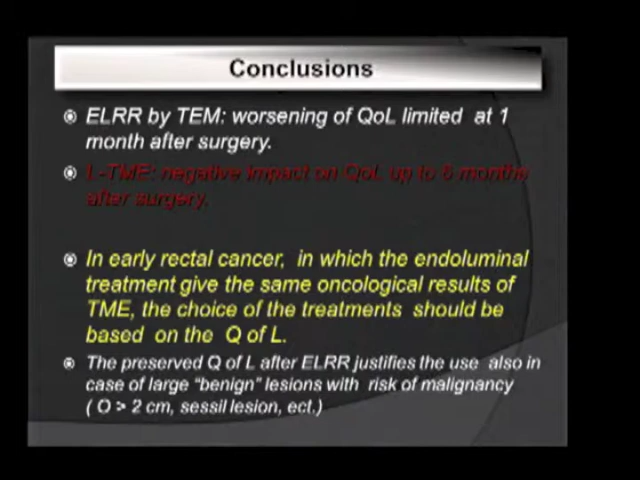 Conclusions
ELRR by TEM: worsening of QoL limited at 1
month after surgery.
L-TME: negative impact on QoL up to 6 months
after surgery.
In early rectal cancer, in which the endoluminal
treatment give the same oncological results of
TME, the choice of the treatments should be
based on the Q of L.
The preserved Q of L after ELRR justifies the use also in
case of large "benign" lesions with risk of malignancy
( O > 2 cm, sessil lesion, ect.)